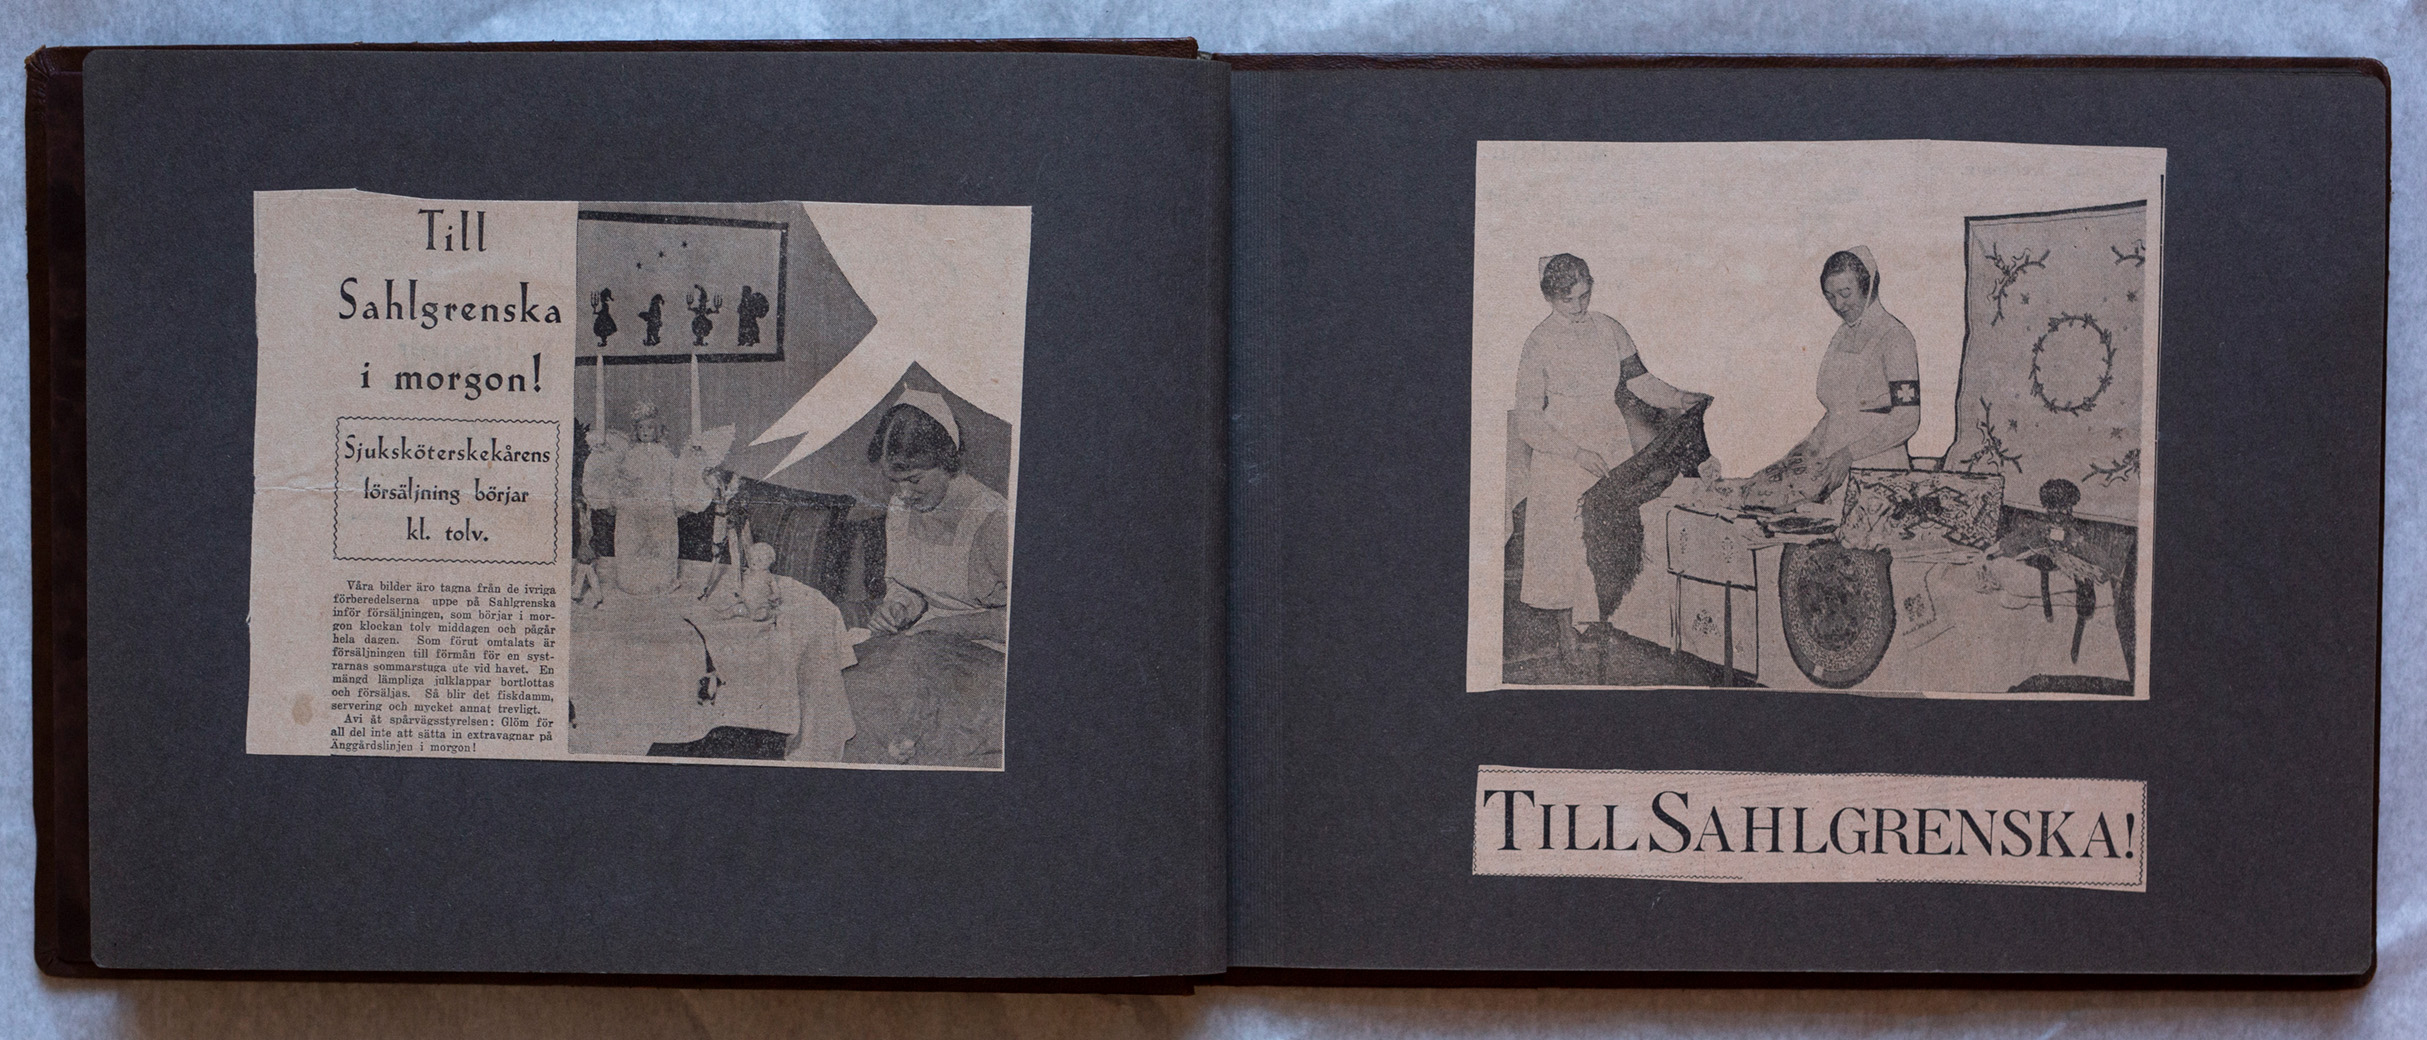 Till
Sahlgrenska
i morgon!
Sjuksköterskekårens
försäljning börjar
kl. tolv.
Våra bilder äro tagna från de ivriga
förberedelserna uppe på Sahlgrenska
inför försäljningen, som börjar i mor-
gon klockan tolv middagen och pågår
hela dagen. Som förut omtalats är
försäljningen till förmån för en syst-
rarnas sommarstuga ute vid havet. En
mängd lämpliga julklappar bortlottas
och försäljas. Så blir det fiskdamm,
servering och mycket annat trevligt.
Avi åt spårvägsstyrelsen: Glöm för
all del inte att sätta in extravagnar på
Änggårdslinjen i morgon!
TILL SAHLGRENSKA!